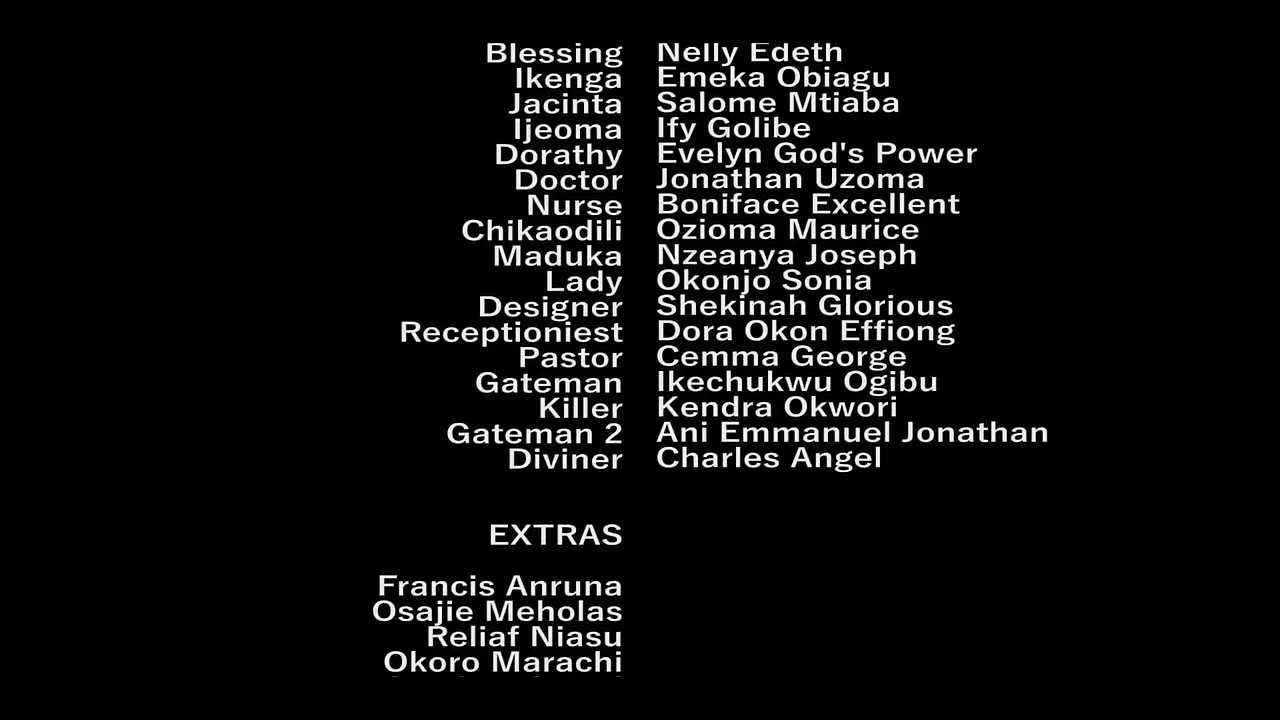 Blessing Nelly Edeth
Ikenga Emeka Obiagu
Jacinta Salome Mtiaba
Ijeoma Ify Golibe
Dorathy Evelyn God's Power
Doctor Jonathan Uzoma
Nurse Boniface Excellent
Chikaodili Ozioma Maurice
Maduka Nzeanya Joseph
Lady Okonjo Sonia
Designer Shekinah Glorious
Receptioniest Dora Okon Effiong
Pastor Cemma George
Gateman Ikechukwu Ogibu
Killer Kendra Okwori
Gateman 2 Ani Emmanuel Jonathan
Diviner Charles Angel
EXTRAS
Francis Anruna
Osajie Meholas
Reliaf Niasu
Okoro Marachi